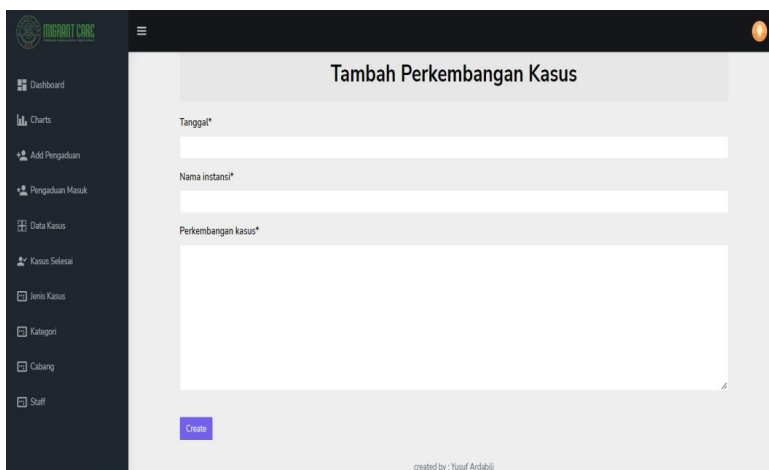 MIGRANT CARE
Dashboard
Charts
Add Pengaduan
Pengaduan Masuk
Data Kasus
Kasus Selesai
Jenis Kasus
Kategori
Cabang
Staff
Tambah Perkembangan Kasus
Tanggal*
Nama instansi*
Perkembangan kasus*
Create
created by : Yusuf Ardabili